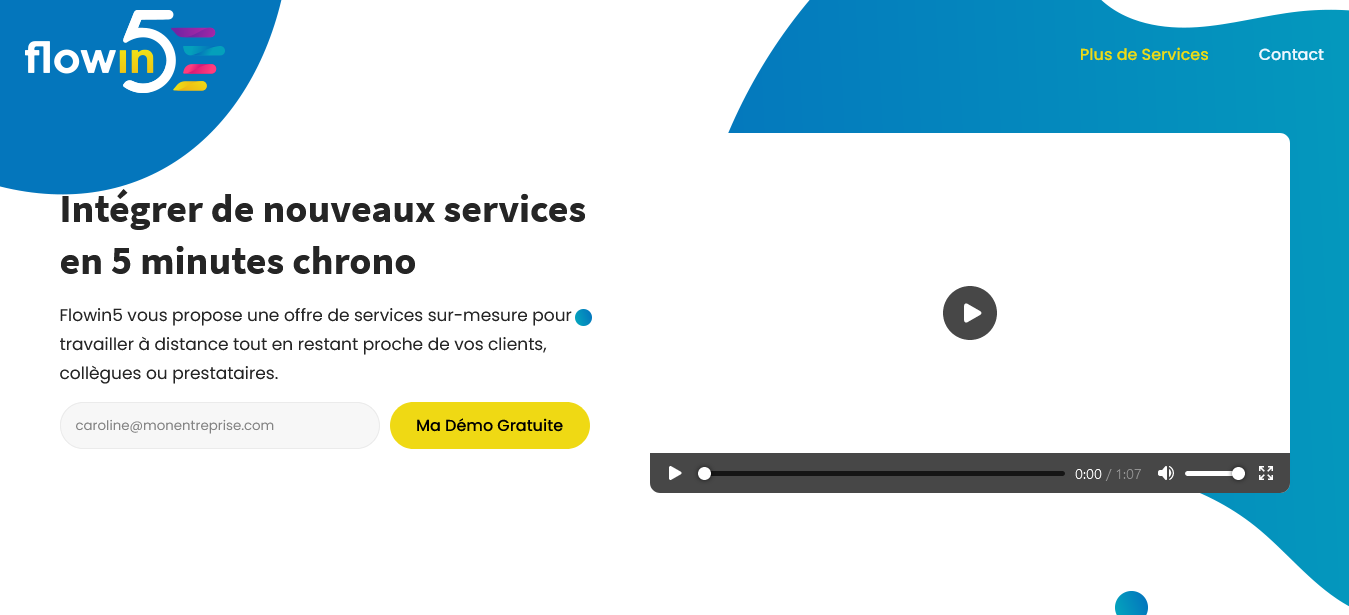 flowin5
Plus de Services
Contact
Intégrer de nouveaux services
en 5 minutes chrono
Flowin5 vous propose une offre de services sur-mesure pour
travailler à distance tout en restant proche de vos clients,
collègues ou prestataires.
caroline@monentreprise.com
Ma Démo Gratuite
0:00 / 1:07